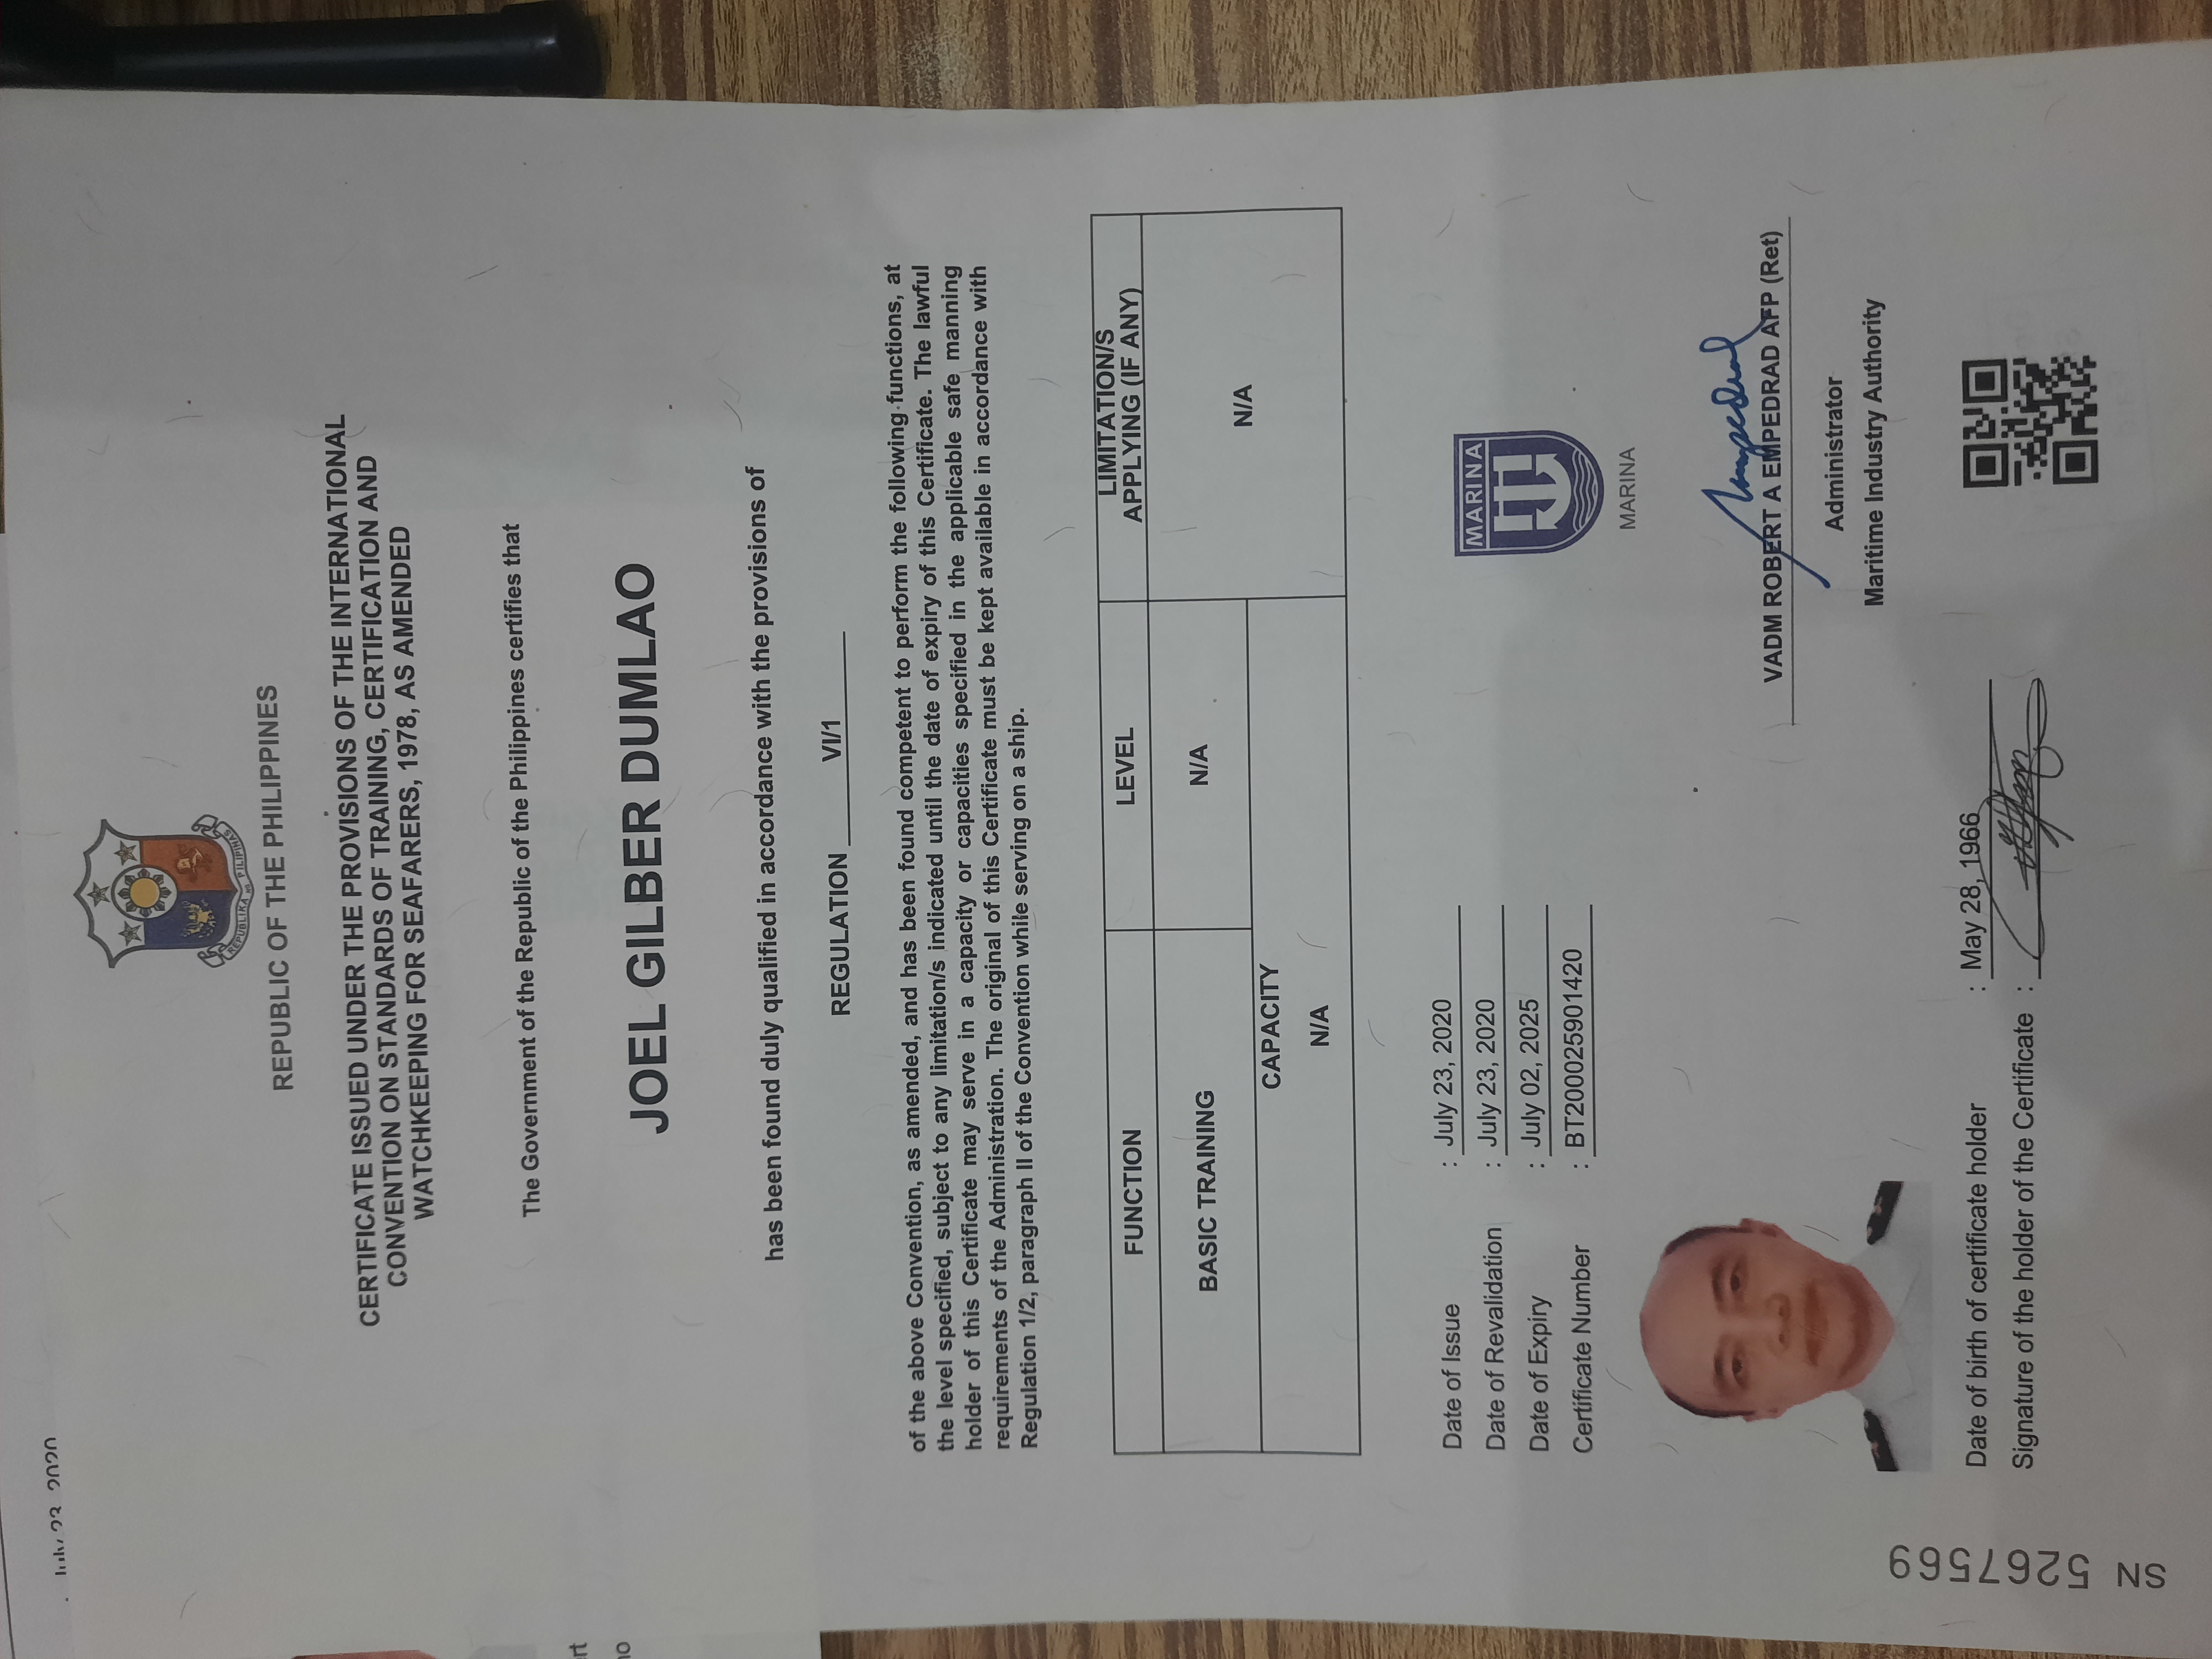 July 23, 2020
REPUBLIKA NG PILIPINAS
REPUBLIC OF THE PHILIPPINES
CERTIFICATE ISSUED UNDER THE PROVISIONS OF THE INTERNATIONAL
CONVENTION ON STANDARDS OF TRAINING, CERTIFICATION AND
WATCHKEEPING FOR SEAFARERS, 1978, AS AMENDED
The Government of the Republic of the Philippines certifies that
rt
no
JOEL GILBER DUMLAO
has been found duly qualified in accordance with the provisions of
REGULATION VI/1
of the above Convention, as amended, and has been found competent to perform the following functions, at
the level specified, subject to any limitation/s indicated until the date of expiry of this Certificate. The lawful
holder of this Certificate may serve in a capacity or capacities specified in the applicable safe manning
requirements of the Administration. The original of this Certificate must be kept available in accordance with
Regulation 1/2, paragraph II of the Convention while serving on a ship.
FUNCTION LEVEL LIMITATION/S
APPLYING (IF ANY)
BASIC TRAINING N/A
N/A
CAPACITY
N/A
Date of Issue : July 23, 2020
Date of Revalidation : July 23, 2020
Date of Expiry : July 02, 2025
Certificate Number : BT200025901420
MARINA
MARINA
VADM ROBERT A EMPEDRAD AFP (Ret)
Administrator
Maritime Industry Authority
Date of birth of certificate holder : May 28, 1966
Signature of the holder of the Certificate :
SN 5267569